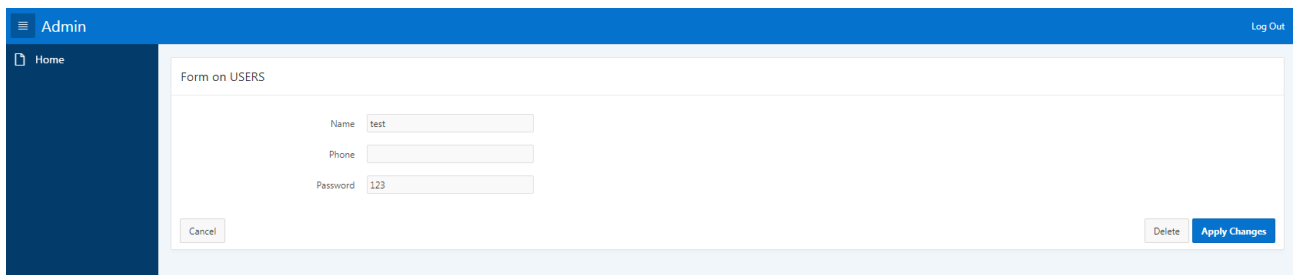 Admin
Log Out
Home
Form on USERS
Name test
Phone
Password 123
Cancel
Delete Apply Changes